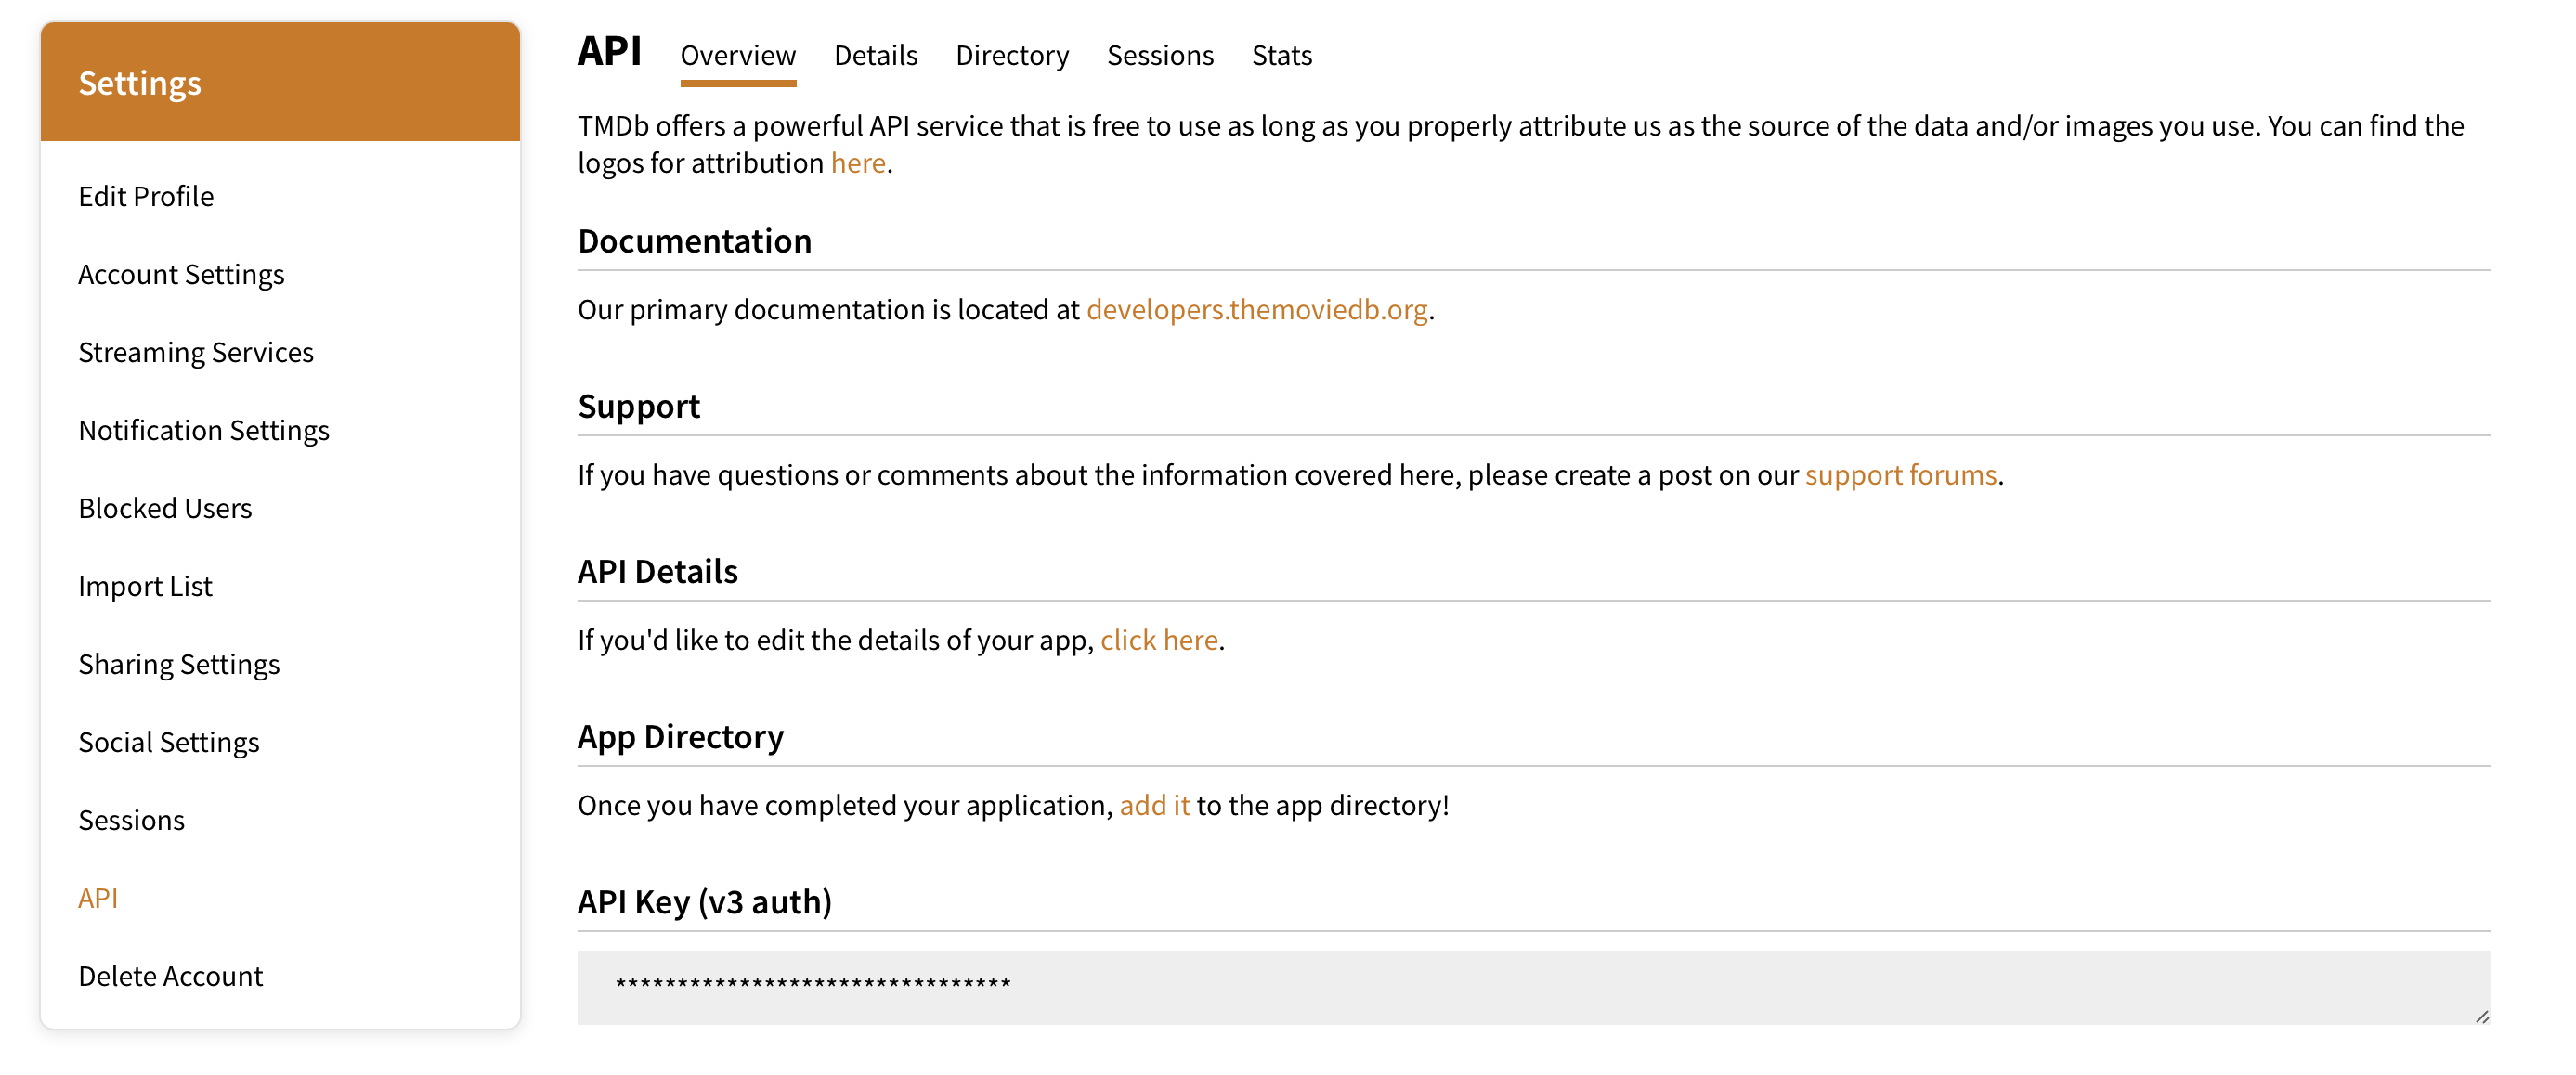 Settings
Edit Profile
Account Settings
Streaming Services
Notification Settings
Blocked Users
Import List
Sharing Settings
Social Settings
Sessions
API
Delete Account
API Overview Details Directory Sessions Stats
TMDb offers a powerful API service that is free to use as long as you properly attribute us as the source of the data and/or images you use. You can find the
logos for attribution here.
Documentation
Our primary documentation is located at developers.themoviedb.org.
Support
If you have questions or comments about the information covered here, please create a post on our support forums.
API Details
If you'd like to edit the details of your app, click here.
App Directory
Once you have completed your application, add it to the app directory!
API Key (v3 auth)
********************************